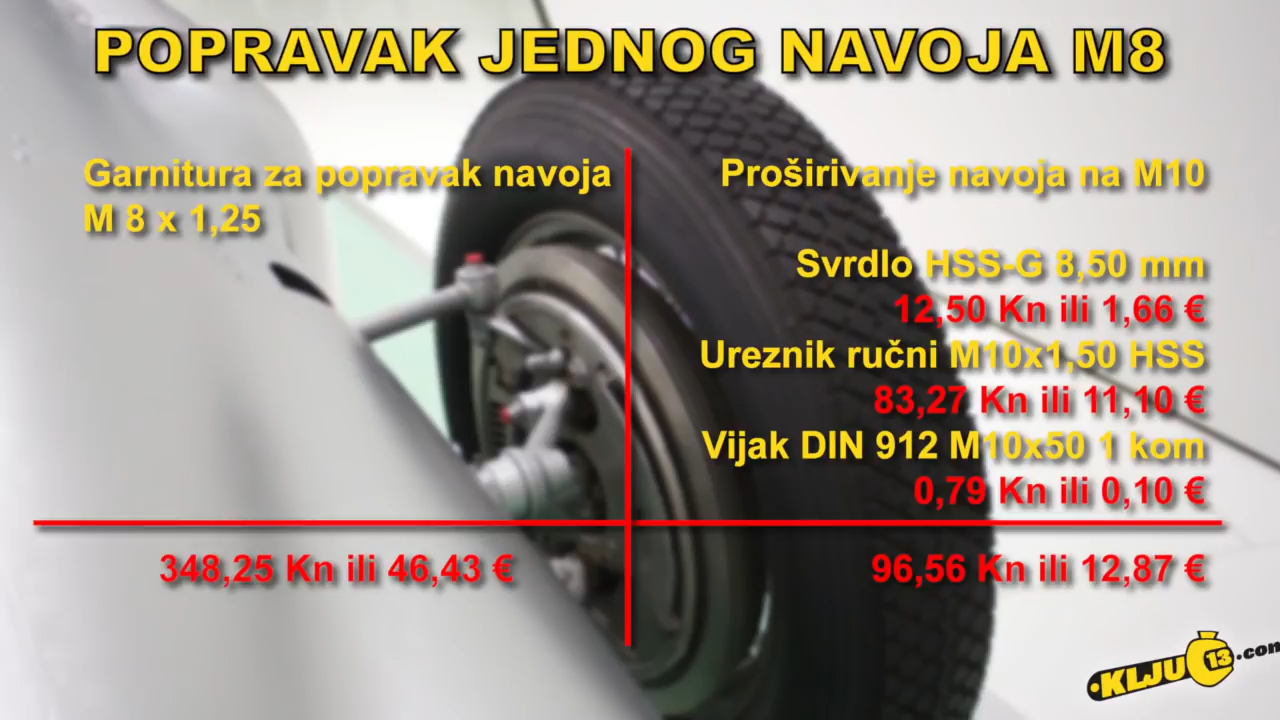 POPRAVAK JEDNOG NAVOJA M8
Garnitura za popravak navoja
M 8 x 1,25
348,25 Kn ili 46,43 €
Proširivanje navoja na M10
Svrdlo HSS-G 8,50 mm
12,50 Kn ili 1,66 €
Ureznik ručni M10x1,50 HSS
83,27 Kn ili 11,10 €
Vijak DIN 912 M10x50 1 kom
0,79 Kn ili 0,10 €
96,56 Kn ili 12,87 €
KLJUC13.com